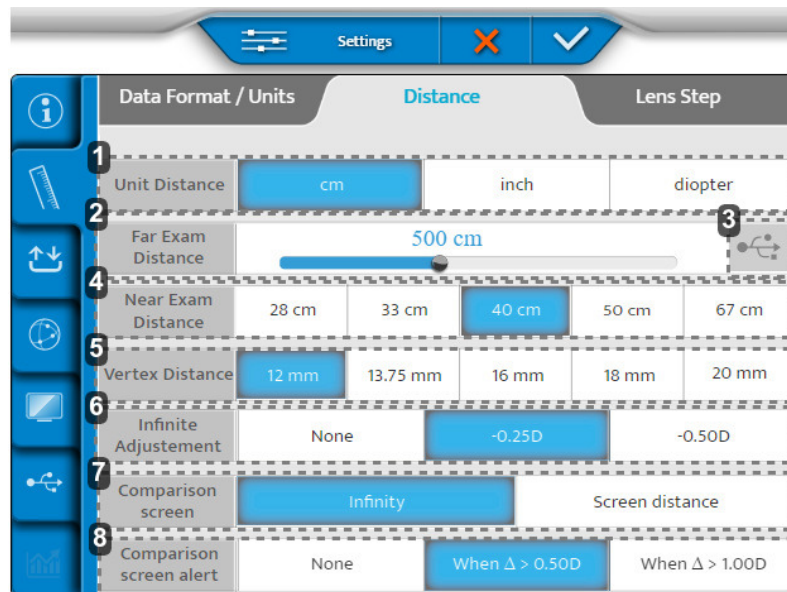 Settings
Data Format / Units Distance Lens Step
1
Unit Distance cm inch diopter
2
3
Far Exam
Distance
500 cm
4
Near Exam
Distance
28 cm 33 cm 40 cm 50 cm 67 cm
5
Vertex Distance 12 mm 13.75 mm 16 mm 18 mm 20 mm
6
Infinite
Adjustement
None -0.25D -0.50D
7
Comparison
screen
Infinity Screen distance
8
Comparison
screen alert
None When Δ > 0.50D When Δ > 1.00D